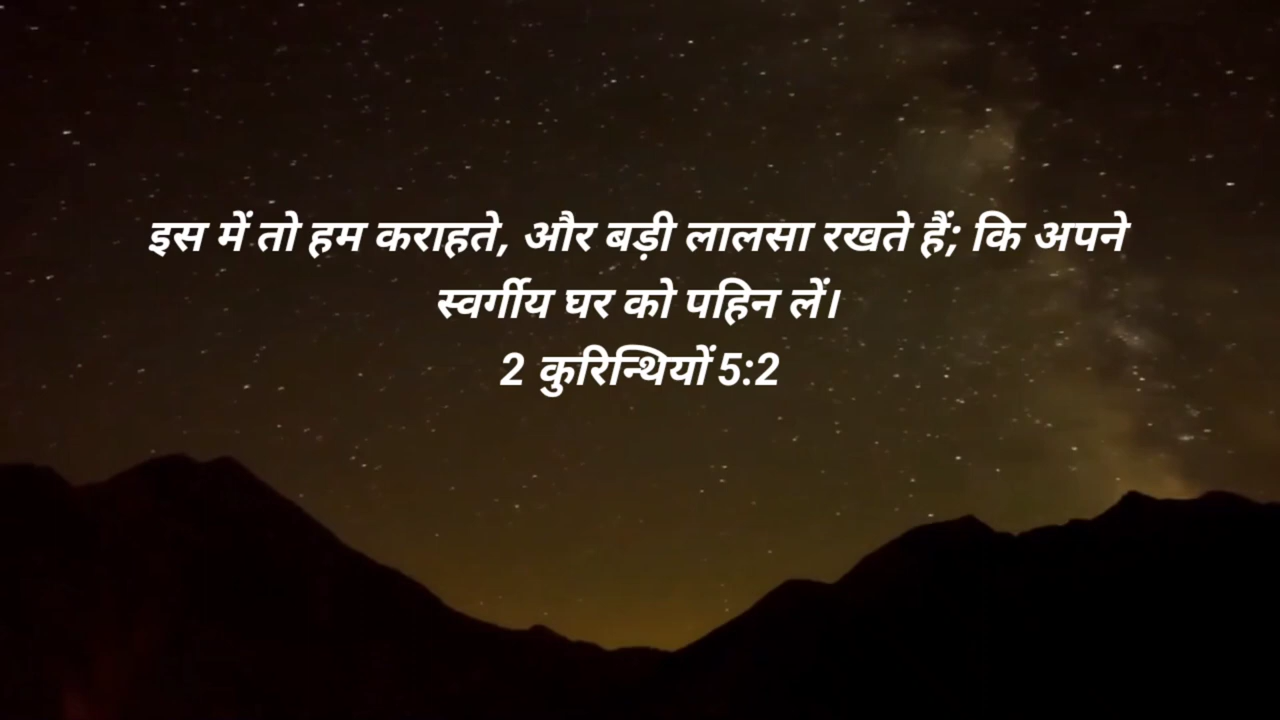 इस में तो हम कराहते, और बड़ी लालसा रखते हैं; कि अपने
स्वर्गीय घर को पहिन लें।
2 कुरिन्थियों 5:2